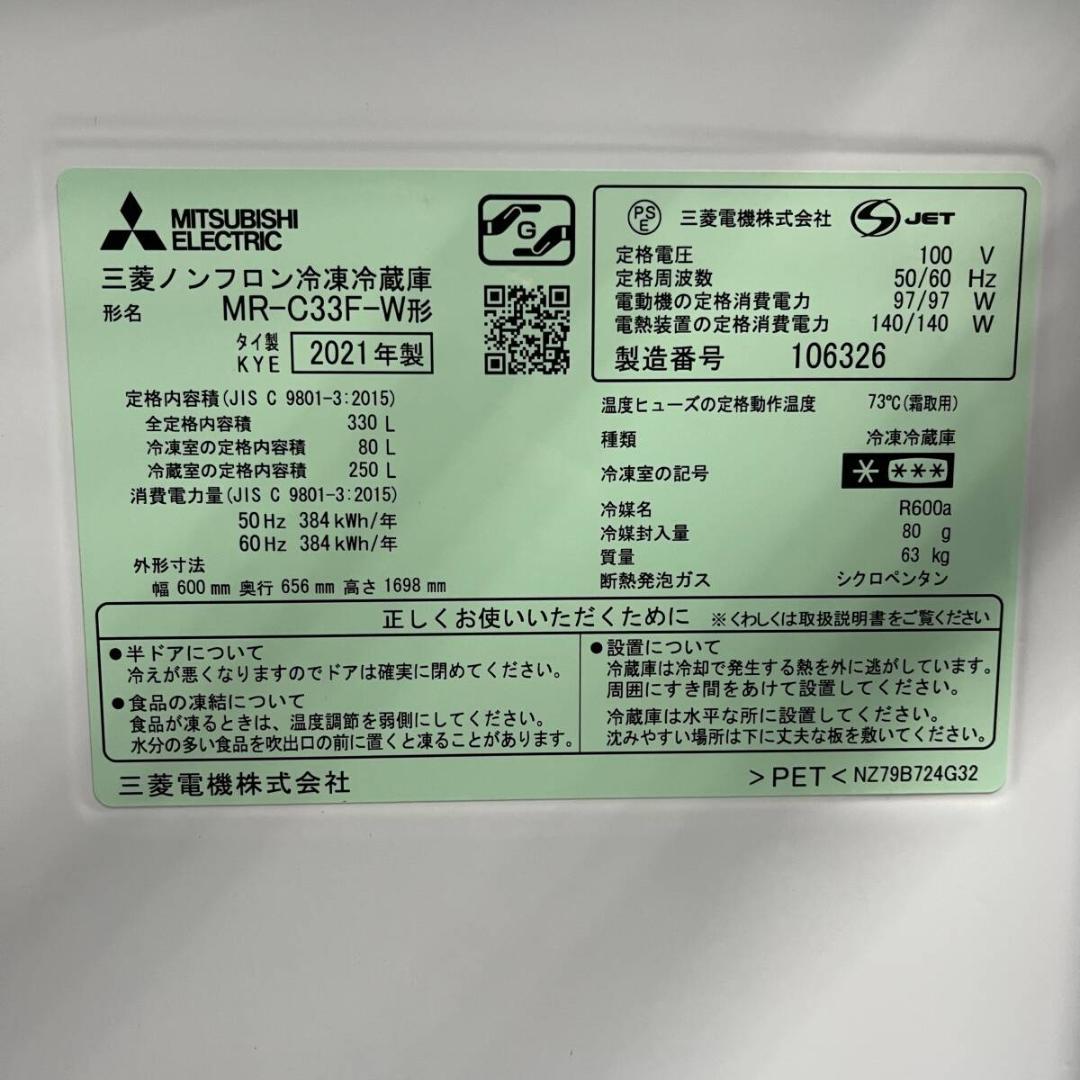 MITSUBISHI
ELECTRIC
三菱ノンフロン冷凍冷蔵庫
形名 MR-C33F-W形
タイ製
KYE 2021年製
定格内容積(JIS C 9801-3:2015)
全定格内容積 330 L
冷凍室の定格内容積 80 L
冷蔵室の定格内容積 250 L
消費電力量(JIS C 9801-3:2015)
50Hz 384kWh/年
60Hz 384kWh/年
外形寸法
幅 600mm 奥行 656mm 高さ 1698mm
G
PS
E 三菱電機株式会社 S JET
定格電圧 100 V
定格周波数 50/60 Hz
電動機の定格消費電力 97/97 W
電熱装置の定格消費電力 140/140 W
製造番号 106326
温度ヒューズの定格動作温度 73℃(霜取用)
種類 冷凍冷蔵庫
冷凍室の記号 * ***
冷媒名 R600a
冷媒封入量 80 g
質量 63 kg
断熱発泡ガス シクロペンタン
正しくお使いいただくために ※くわしくは取扱説明書をご覧ください
●半ドアについて
冷えが悪くなりますのでドアは確実に閉めてください。
●食品の凍結について
食品が凍るときは、温度調節を弱側にしてください。
水分の多い食品を吹出口の前に置くと凍ることがあります。
●設置について
冷蔵庫は冷却で発生する熱を外に逃がしています。
周囲にすき間をあけて設置してください。
冷蔵庫は水平な所に設置してください。
沈みやすい場所は下に丈夫な板を敷いてください。
三菱電機株式会社
>PET< NZ79B724G32